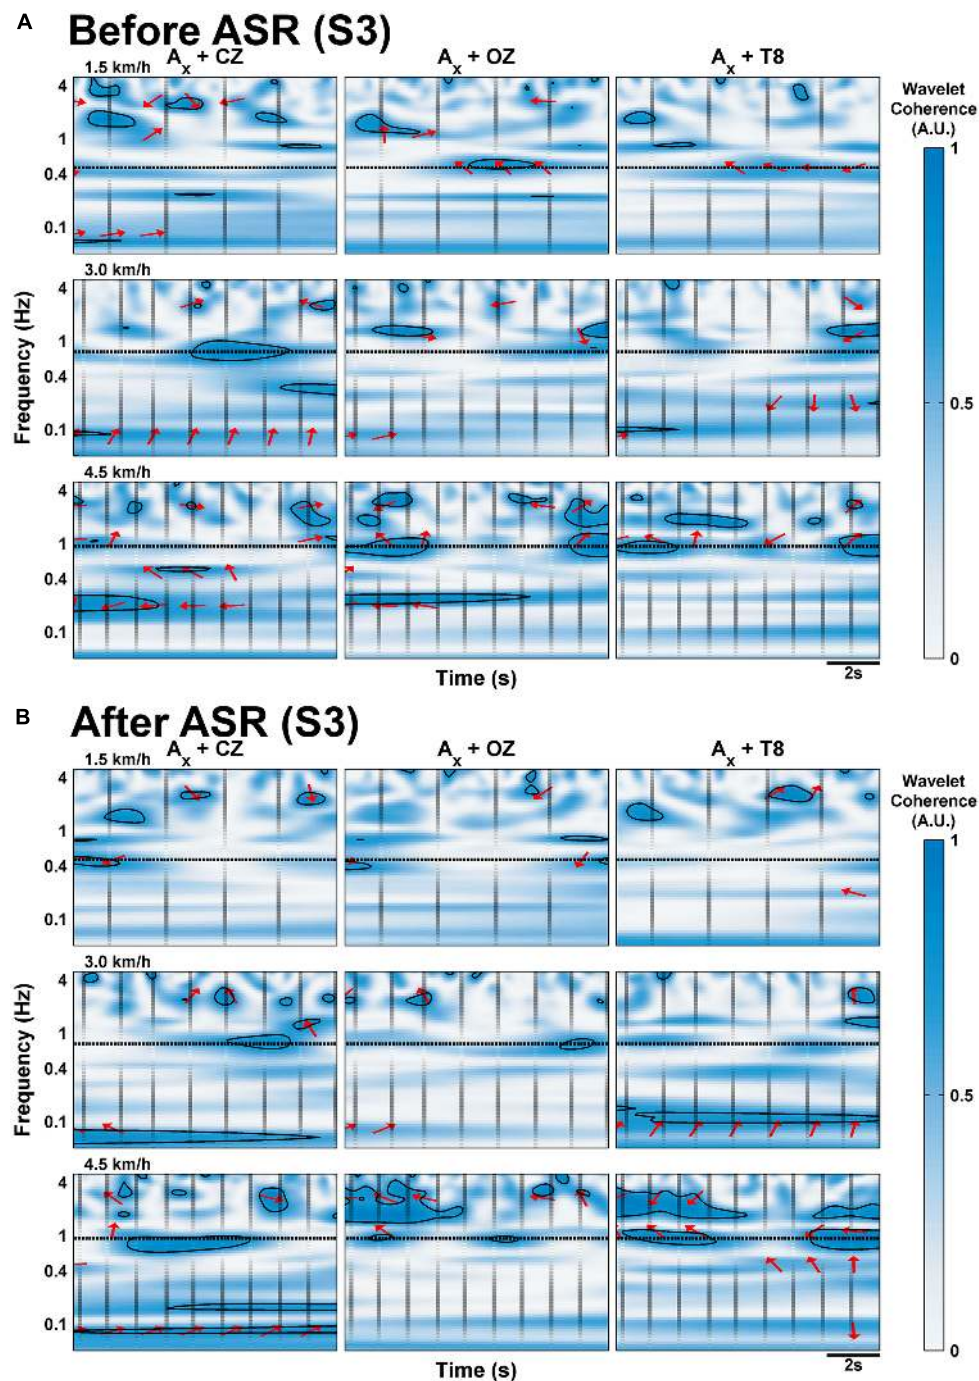 A
Before ASR (S3)
Ax + CZ
Ax + OZ
Ax + T8
1.5 km/h
4
1
0.4
0.1
3.0 km/h
4
1
0.4
0.1
4.5 km/h
4
1
0.4
0.1
Frequency (Hz)
Time (s)
2s
Wavelet
Coherence
(A.U.)
1
0.5
0
B
After ASR (S3)
Ax + CZ
Ax + OZ
Ax + T8
1.5 km/h
4
1
0.4
0.1
3.0 km/h
4
1
0.4
0.1
4.5 km/h
4
1
0.4
0.1
Frequency (Hz)
Time (s)
2s
Wavelet
Coherence
(A.U.)
1
0.5
0